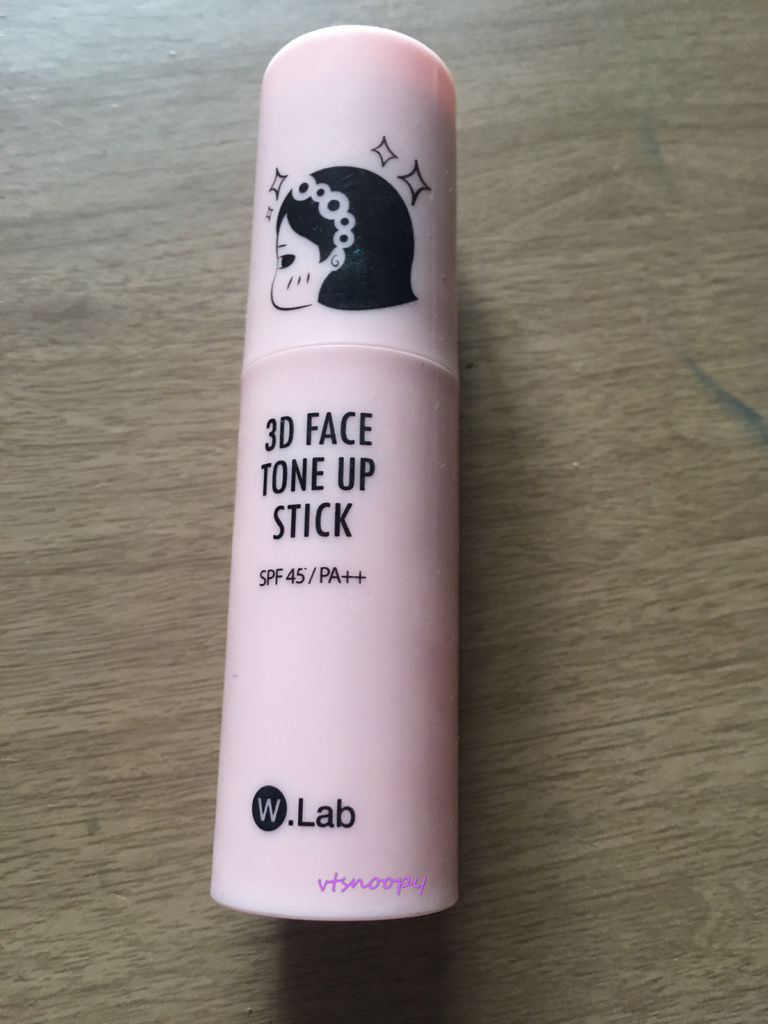 3D FACE
TONE UP
STICK
SPF 45 / PA++
W.Lab
vtsnoopy